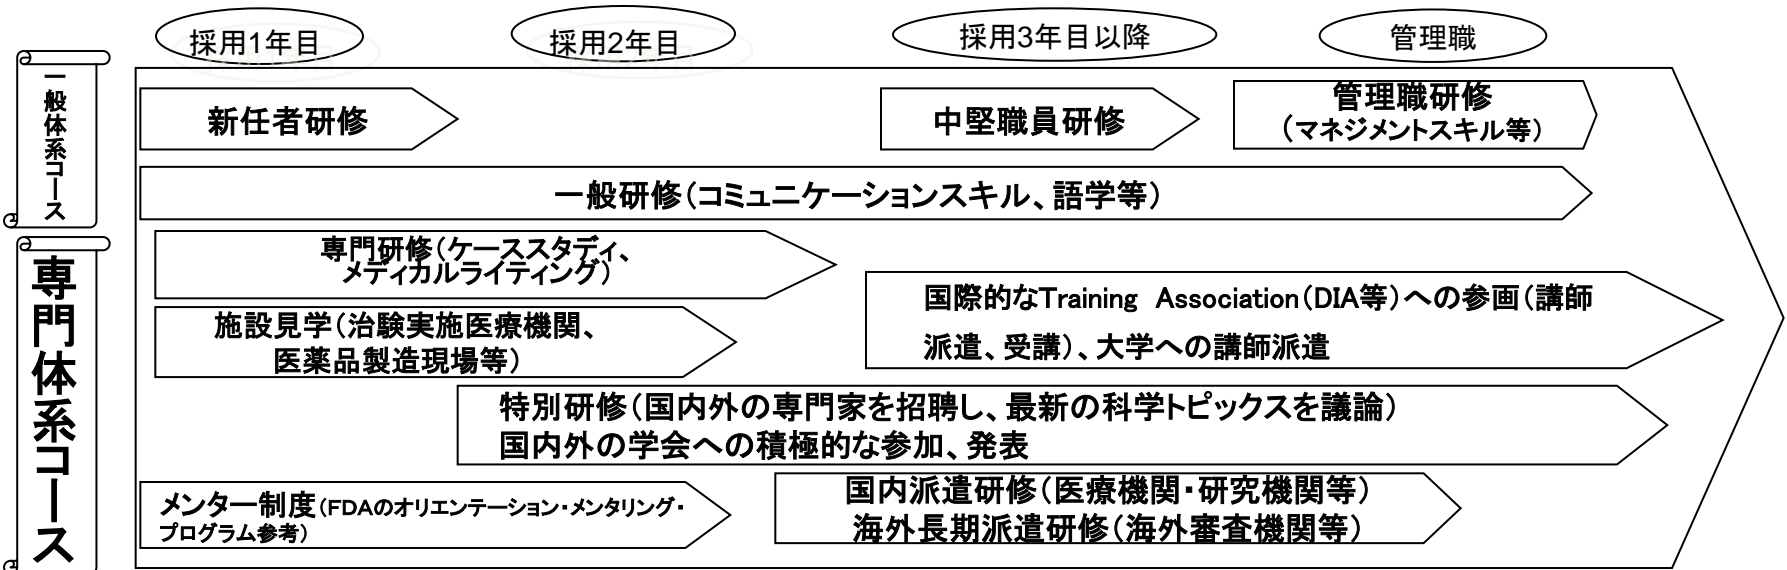 採用1年目
採用2年目
採用3年目以降
管理職
一般体系コース
新任者研修
中堅職員研修
管理職研修
（マネジメントスキル等）
一般研修（コミュニケーションスキル、語学等）
専門体系コース
専門研修（ケーススタディ、
メディカルライティング）
施設見学（治験実施医療機関、
医薬品製造現場等）
国際的なTraining　Association（DIA等）への参画（講師
派遣、受講）、大学への講師派遣
特別研修（国内外の専門家を招聘し、最新の科学トピックスを議論）
国内外の学会への積極的な参加、発表
メンター制度（FDAのオリエンテーション・メンタリング・
プログラム参考）
国内派遣研修（医療機関・研究機関等）
海外長期派遣研修（海外審査機関等）